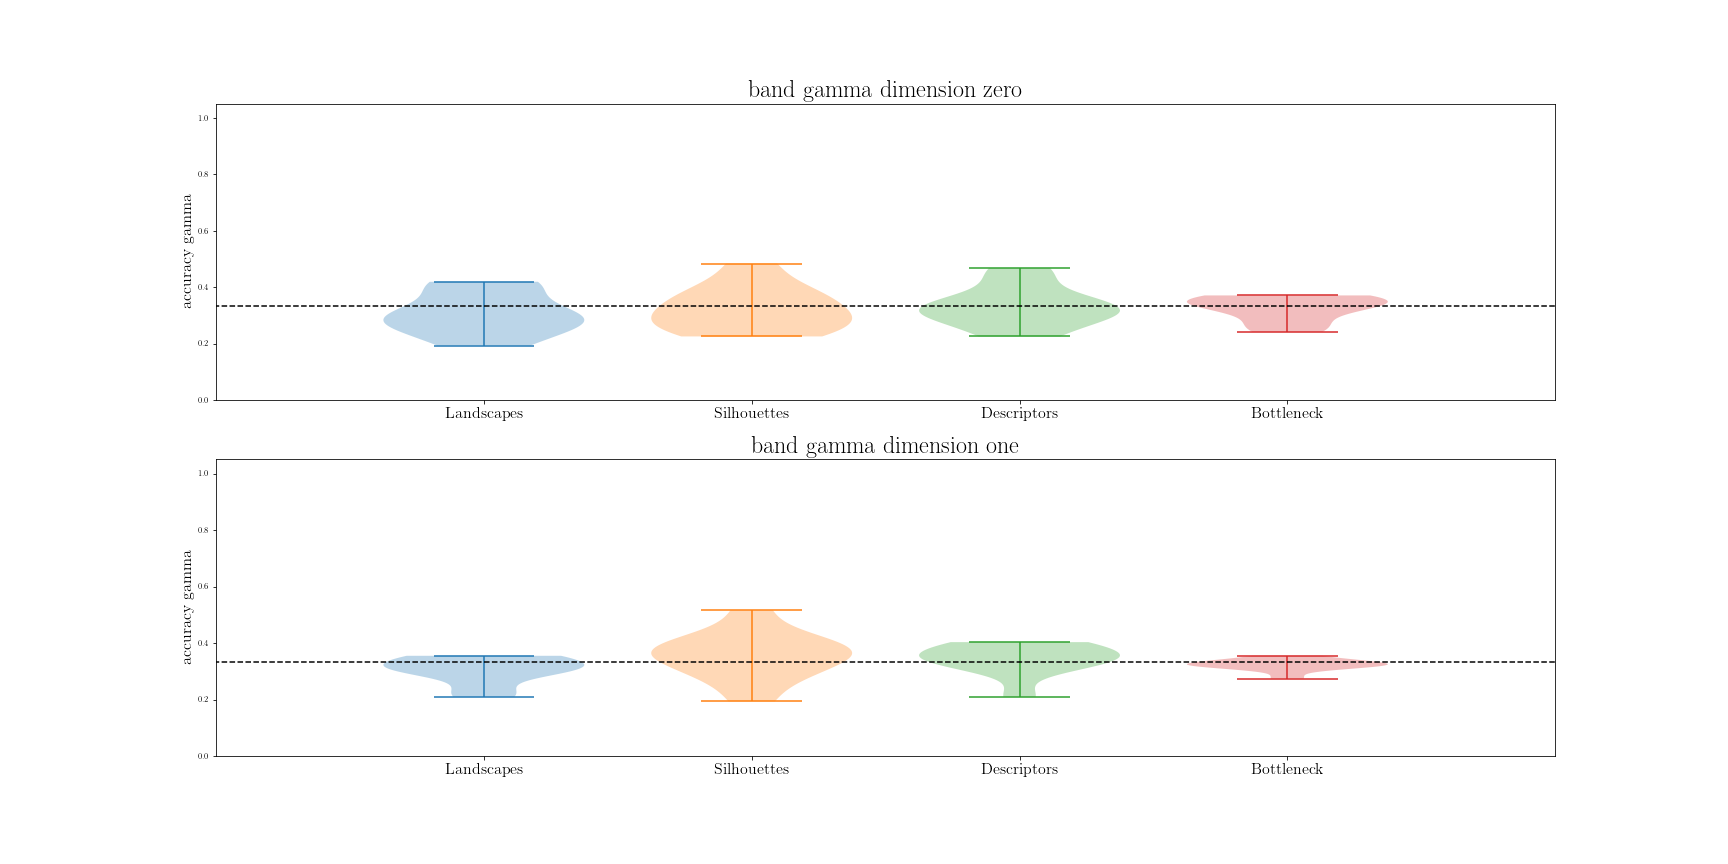 band gamma dimension zero
1.0
0.8
0.6
0.4
0.2
0.0
accuracy gamma
Landscapes Silhouettes Descriptors Bottleneck
band gamma dimension one
1.0
0.8
0.6
0.4
0.2
0.0
accuracy gamma
Landscapes Silhouettes Descriptors Bottleneck